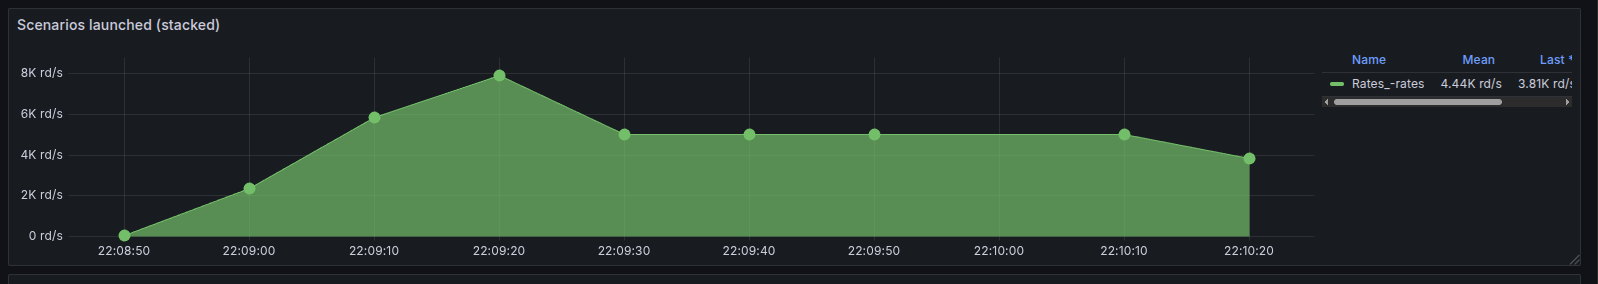 Scenarios launched (stacked)
Name Mean Last *
Rates_-rates 4.44K rd/s 3.81K rd/s
8K rd/s
6K rd/s
4K rd/s
2K rd/s
0 rd/s
22:08:50 22:09:00 22:09:10 22:09:20 22:09:30 22:09:40 22:09:50 22:10:00 22:10:10 22:10:20